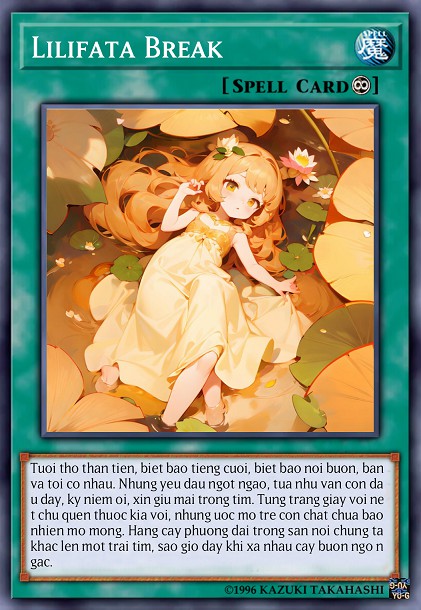 Lilifata Break
[Spell Card]
Tuoi tho than tien, biet bao tieng cuoi, biet bao noi buon, ban
va toi co nhau. Nhung yeu dau ngot ngao, tua nhu van con da
u day, ky niem oi, xin giu mai trong tim. Tung trang giay voi ne
t chu quen thuoc kia voi, nhung uoc mo tre con chat chua bao
nhien mo mong. Hang cay phuong dai trong san noi chung ta
khac len mot trai tim, sao gio day khi xa nhau cay buon ngo n
gac.
©1996 KAZUKI TAKAHASHI